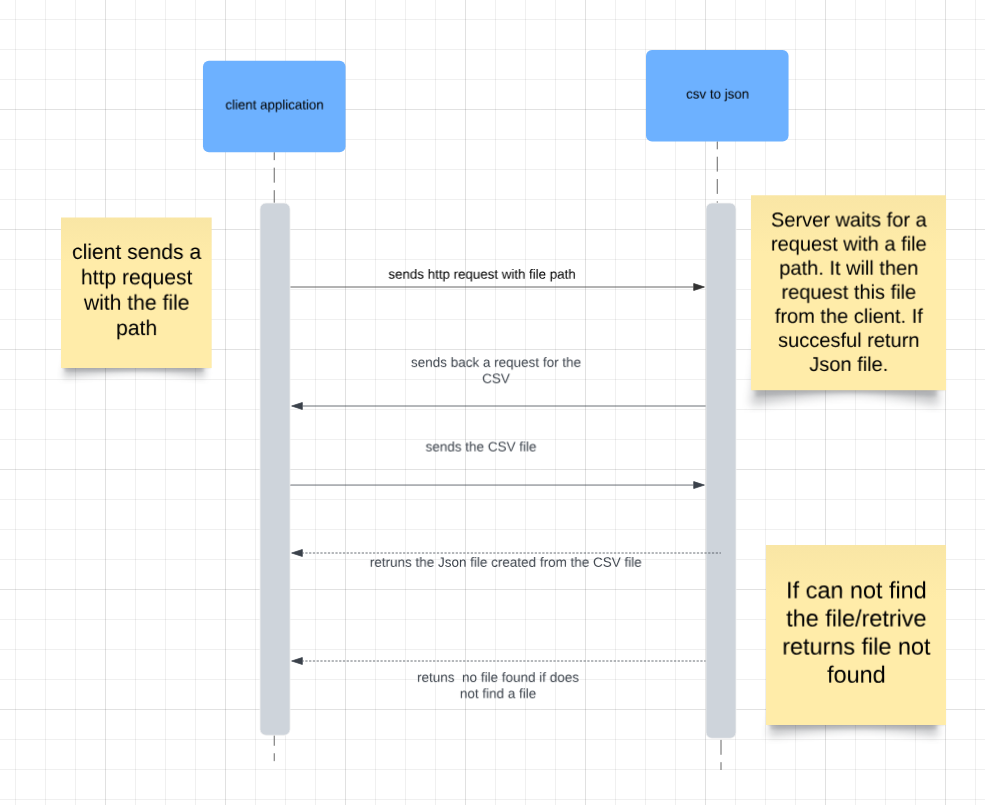 client application
csv to json
client sends a
http request
with the file
path
sends http request with file path
Server waits for a
request with a file
path. It will then
request this file
from the client. If
succesful return
Json file.
sends back a request for the
CSV
sends the CSV file
retruns the Json file created from the CSV file
If can not find
the file/retrive
returns file not
found
retuns  no file found if does
not find a file